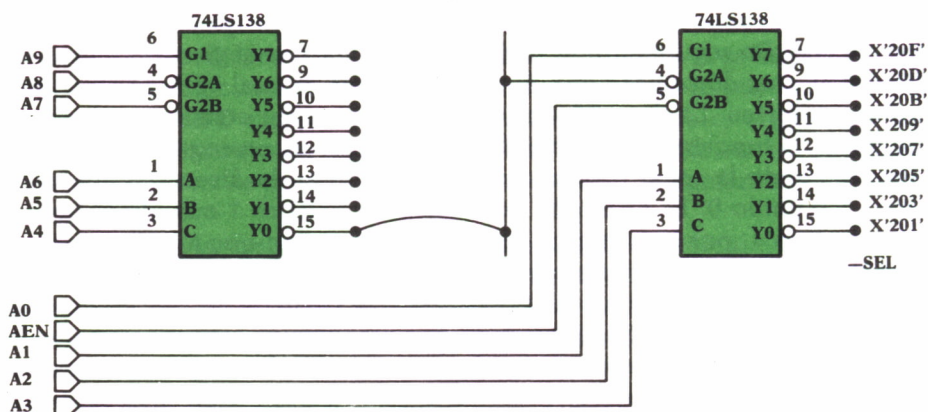 74LS138
74LS138
A9 6 G1 Y7 7
A8 4 G2A Y6 9
A7 5 G2B Y5 10
Y4 11
Y3 12
A6 1 A Y2 13
A5 2 B Y1 14
A4 3 C Y0 15
6 G1 Y7 7 X'20F'
4 G2A Y6 9 X'20D'
5 G2B Y5 10 X'20B'
Y4 11 X'209'
Y3 12 X'207'
1 A Y2 13 X'205'
2 B Y1 14 X'203'
3 C Y0 15 X'201'
—SEL
A0
AEN
A1
A2
A3